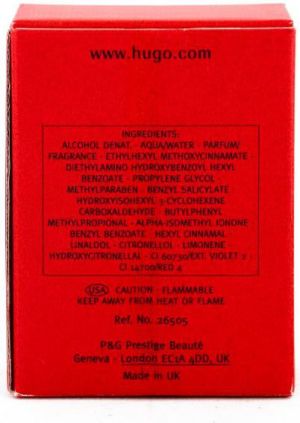 www.hugo.com
INGREDIENTS:
ALCOHOL DENAT. · AQUA/WATER · PARFUM/
FRAGRANCE · ETHYLHEXYL METHOXYCINNAMATE ·
DIETHYLAMINO HYDROXYBENZOYL HEXYL
BENZOATE · PROPYLENE GLYCOL ·
METHYLPARABEN · BENZYL SALICYLATE ·
HYDROXYISOHEXYL 3-CYCLOHEXENE
CARBOXALDEHYDE · BUTYLPHENYL
METHYLPROPIONAL · ALPHA-ISOMETHYL IONONE
BENZYL BENZOATE · HEXYL CINNAMAL
LINALOOL · CITRONELLOL · LIMONENE ·
HYDROXYCITRONELLAL · CI 60730/EXT. VIOLET 2 ·
CI 14700/RED 4
USA CAUTION · FLAMMABLE
KEEP AWAY FROM HEAT OR FLAME
Ref. No. 26505
P&G Prestige Beauté
Geneva · London EC1A 4DD, UK
Made in UK